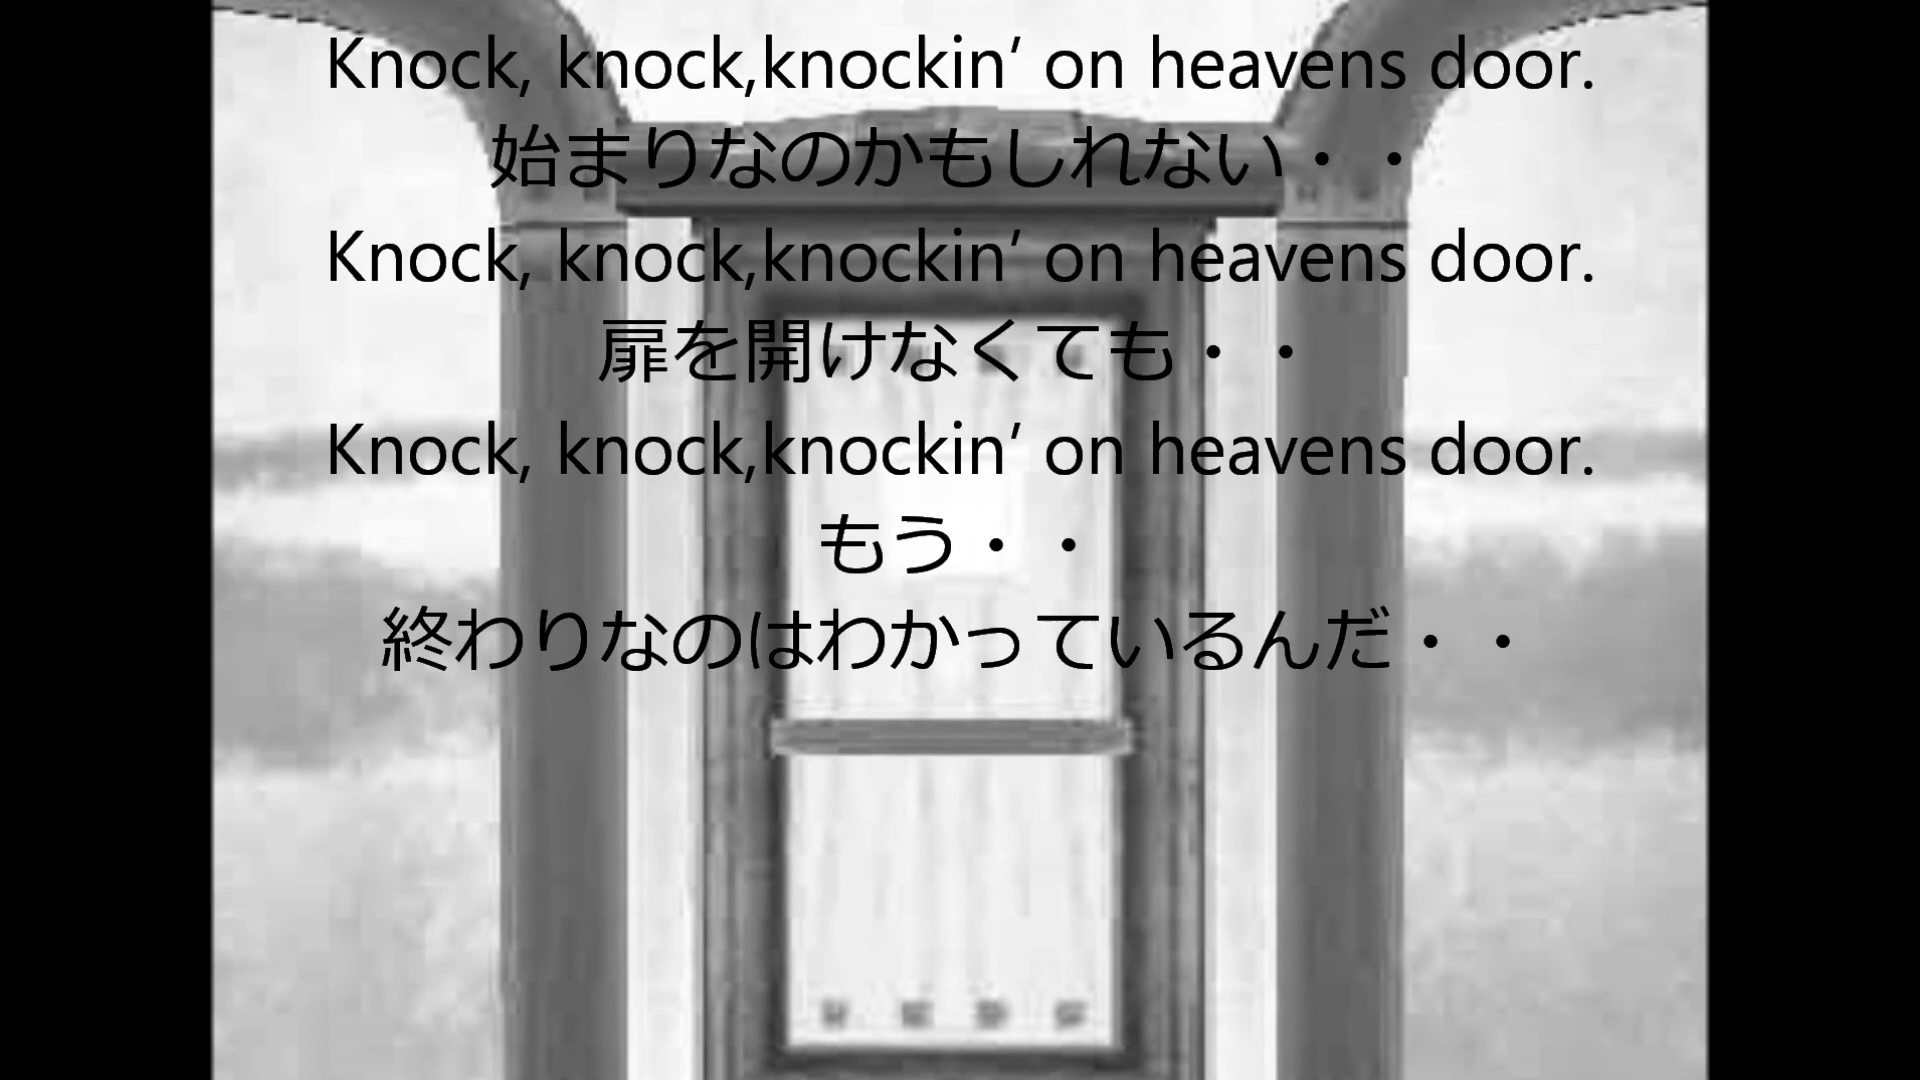 Knock, knock,knockin’ on heavens door.
始まりなのかもしれない・・
Knock, knock,knockin’ on heavens door.
扉を開けなくても・・
Knock, knock,knockin’ on heavens door.
もう・・
終わりなのはわかっているんだ・・